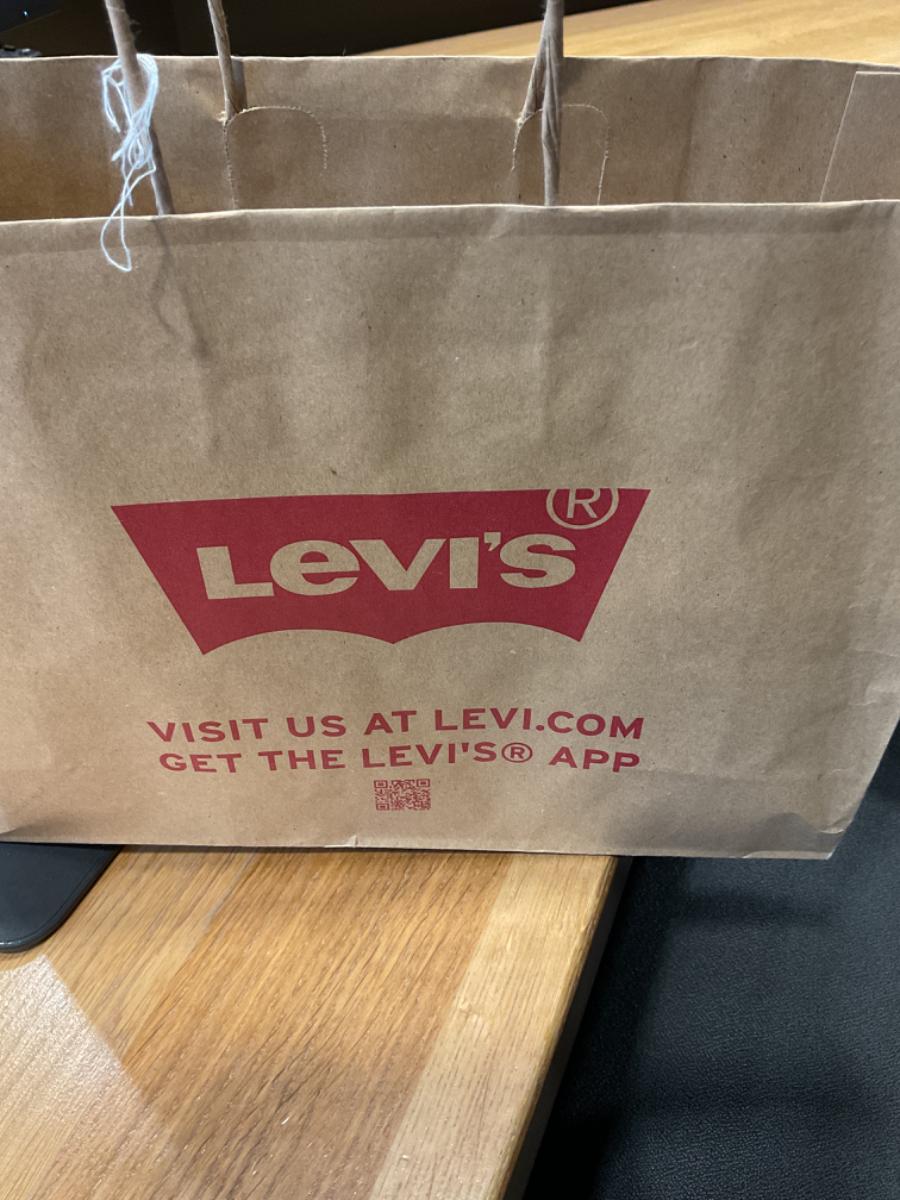 LEVI'S®
VISIT US AT LEVI.COM
GET THE LEVI'S® APP